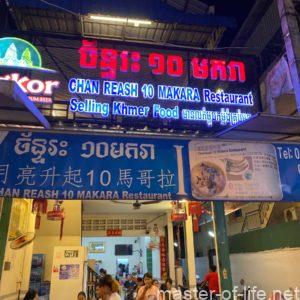 ច័ន្ទរះ ១០ មករា
CHAN REASH 10 MAKARA Restaurant
Selling Khmer Food
ច័ន្ទរះ ១០មករា
月亮升起10馬哥拉
CHAN REASH 10 MAKARA Restaurant
master-of-life.net